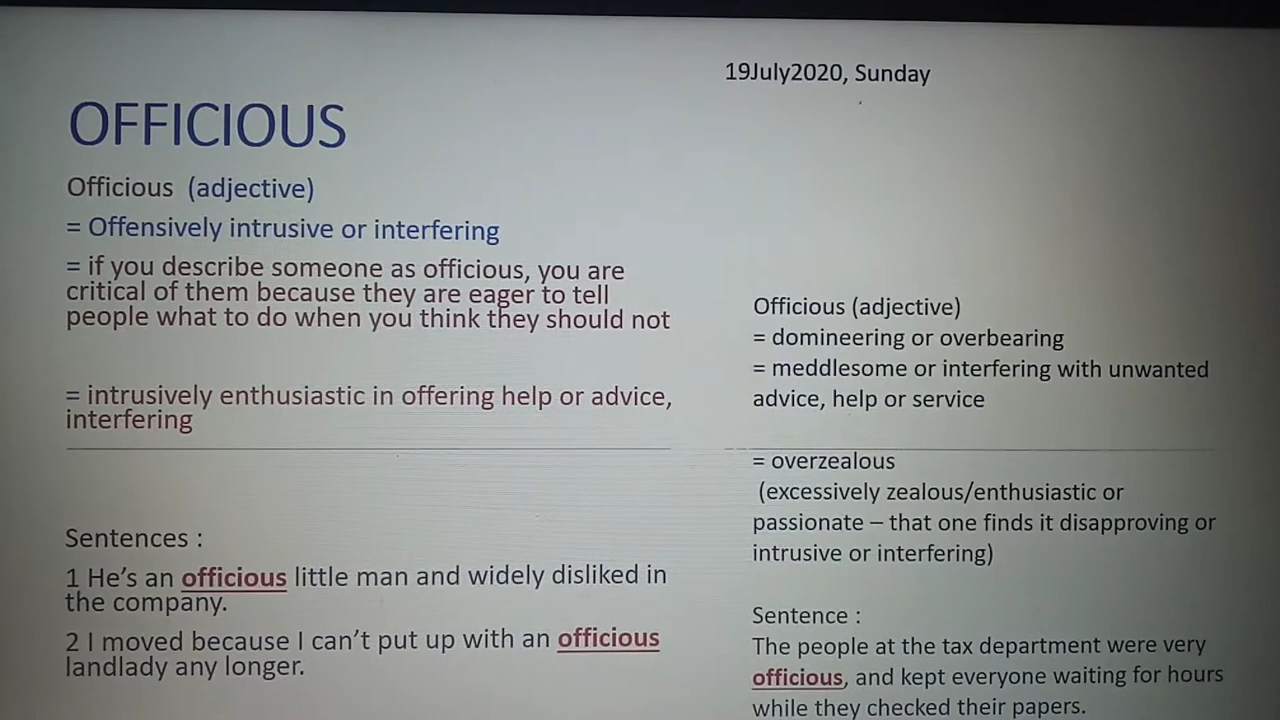 19July2020, Sunday
OFFICIOUS
Officious (adjective)
= Offensively intrusive or interfering
= if you describe someone as officious, you are
critical of them because they are eager to tell
people what to do when you think they should not
= intrusively enthusiastic in offering help or advice,
interfering
Sentences :
1 He’s an officious little man and widely disliked in
the company.
2 I moved because I can’t put up with an officious
landlady any longer.
Officious (adjective)
= domineering or overbearing
= meddlesome or interfering with unwanted
advice, help or service
= overzealous
(excessively zealous/enthusiastic or
passionate – that one finds it disapproving or
intrusive or interfering)
Sentence :
The people at the tax department were very
officious, and kept everyone waiting for hours
while they checked their papers.